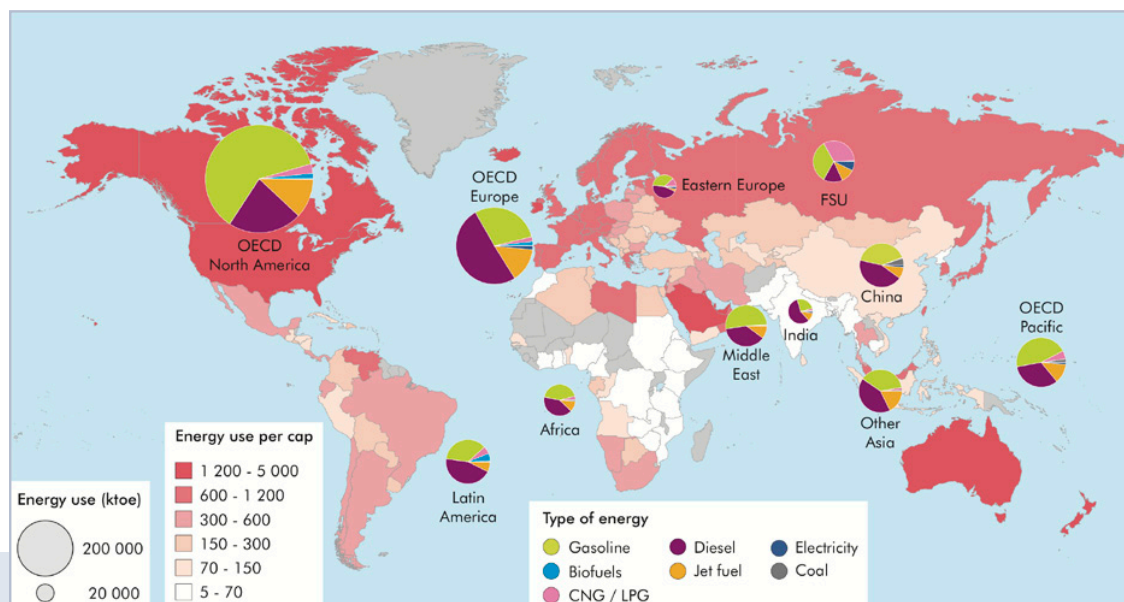 OECD
North America
OECD
Europe
Eastern Europe
FSU
China
India
Middle
East
Africa
Other
Asia
OECD
Pacific
Latin
America
Energy use (ktoe)
200 000
20 000
Energy use per cap
1 200 - 5 000
600 - 1 200
300 - 600
150 - 300
70 - 150
5 - 70
Type of energy
Gasoline
Diesel
Electricity
Biofuels
Jet fuel
Coal
CNG / LPG